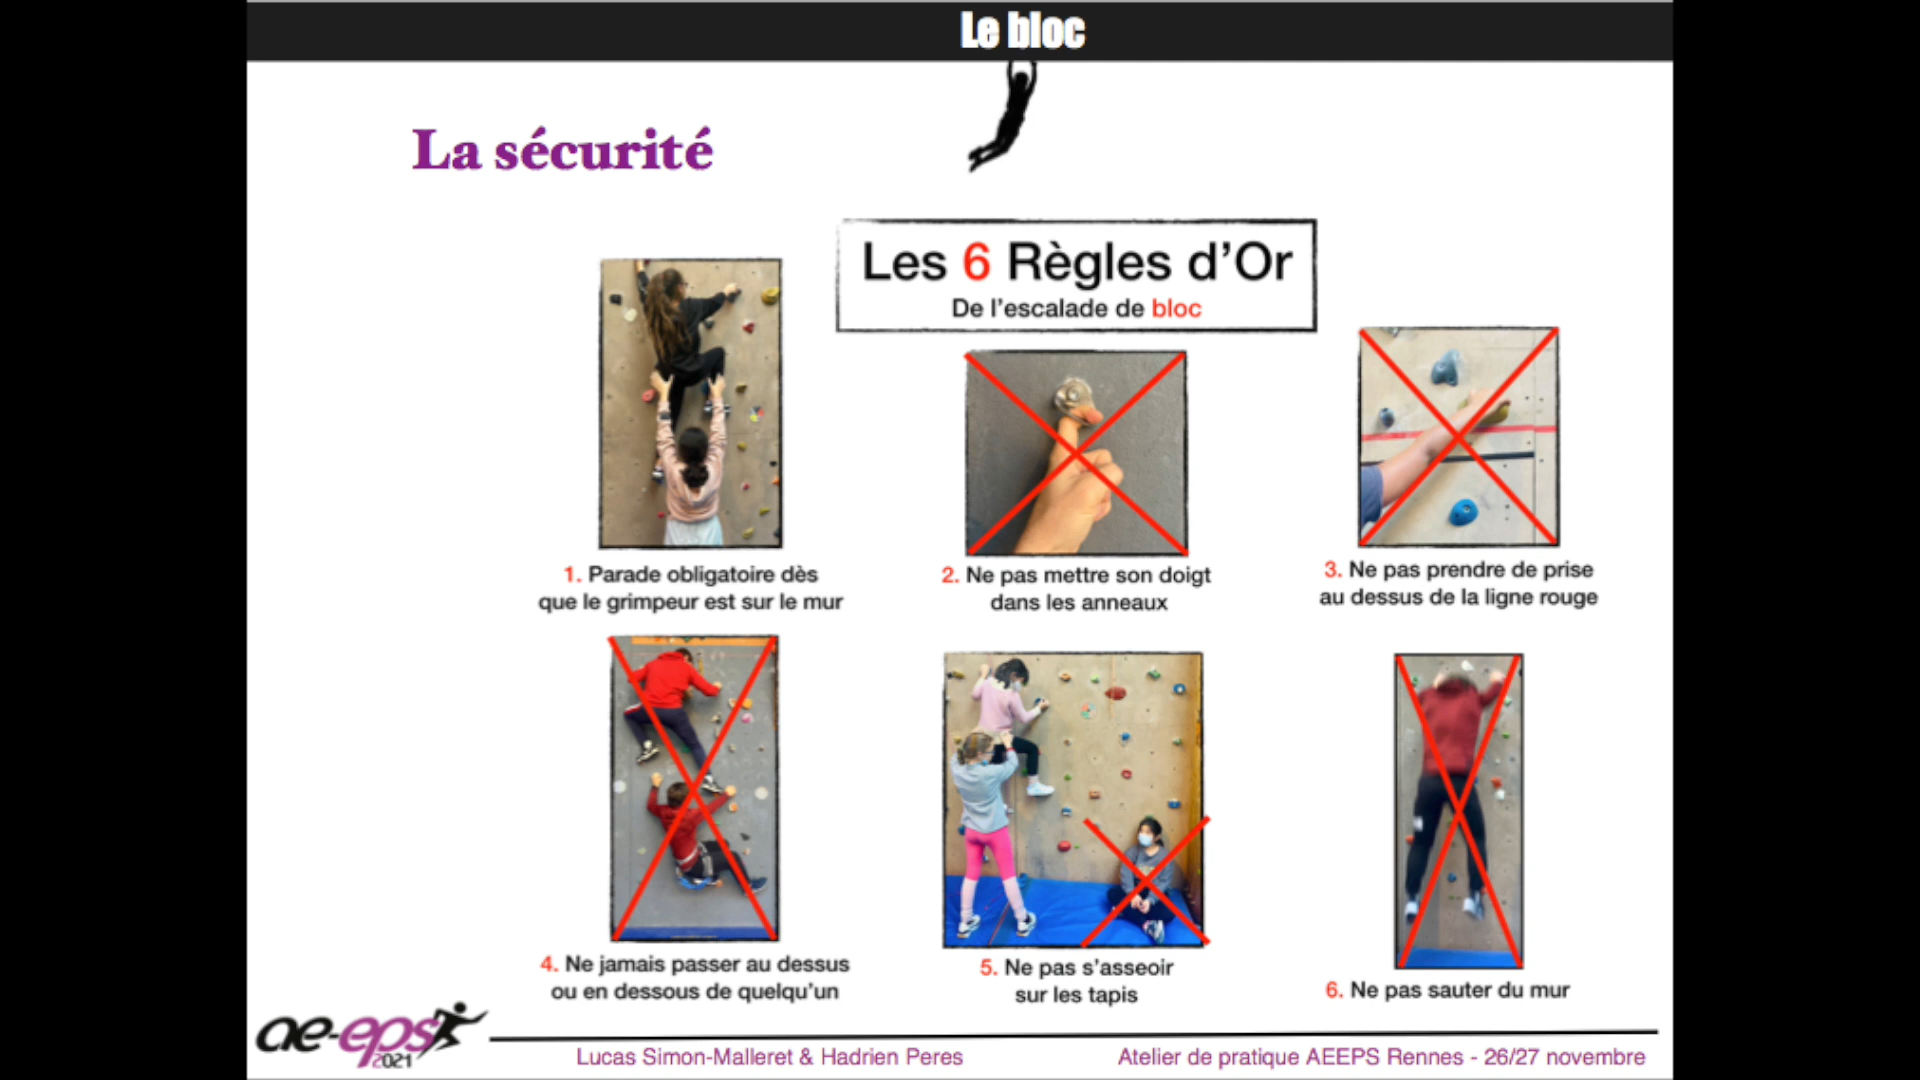 Le bloc
La sécurité
Les 6 Règles d'Or
De l'escalade de bloc
1. Parade obligatoire dès
que le grimpeur est sur le mur
2. Ne pas mettre son doigt
dans les anneaux
3. Ne pas prendre de prise
au dessus de la ligne rouge
4. Ne jamais passer au dessus
ou en dessous de quelqu'un
5. Ne pas s'asseoir
sur les tapis
6. Ne pas sauter du mur
ae-eps
2021
Lucas Simon-Malleret & Hadrien Peres
Atelier de pratique AEEPS Rennes - 26/27 novembre